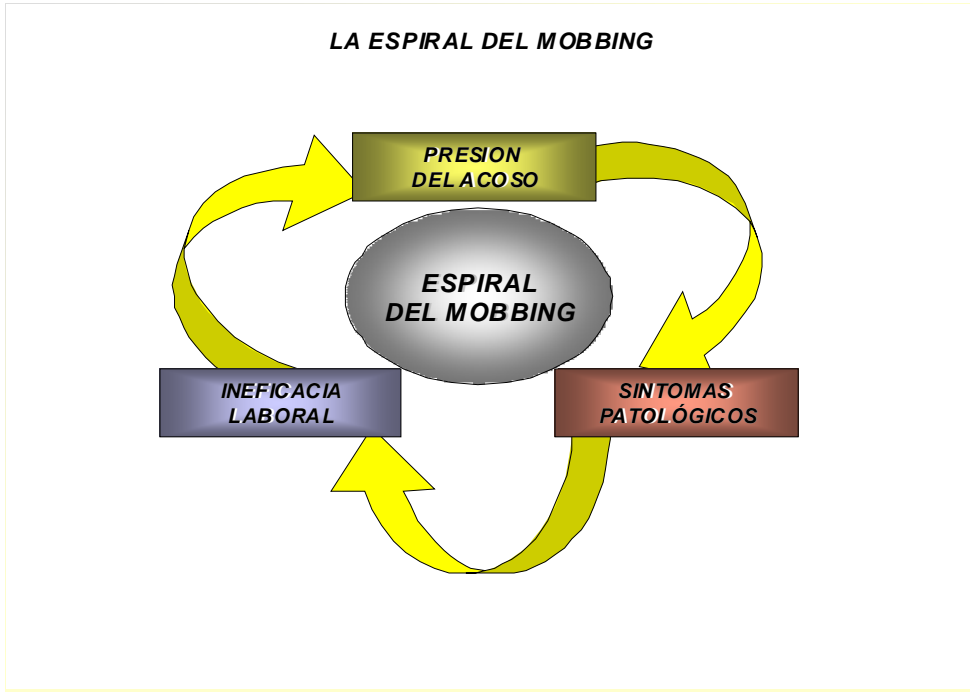 LA ESPIRAL DEL MOBBING
PRESION
DEL ACOSO
ESPIRAL
DEL MOBBING
INEFICACIA
LABORAL
SINTOMAS
PATOLÓGICOS